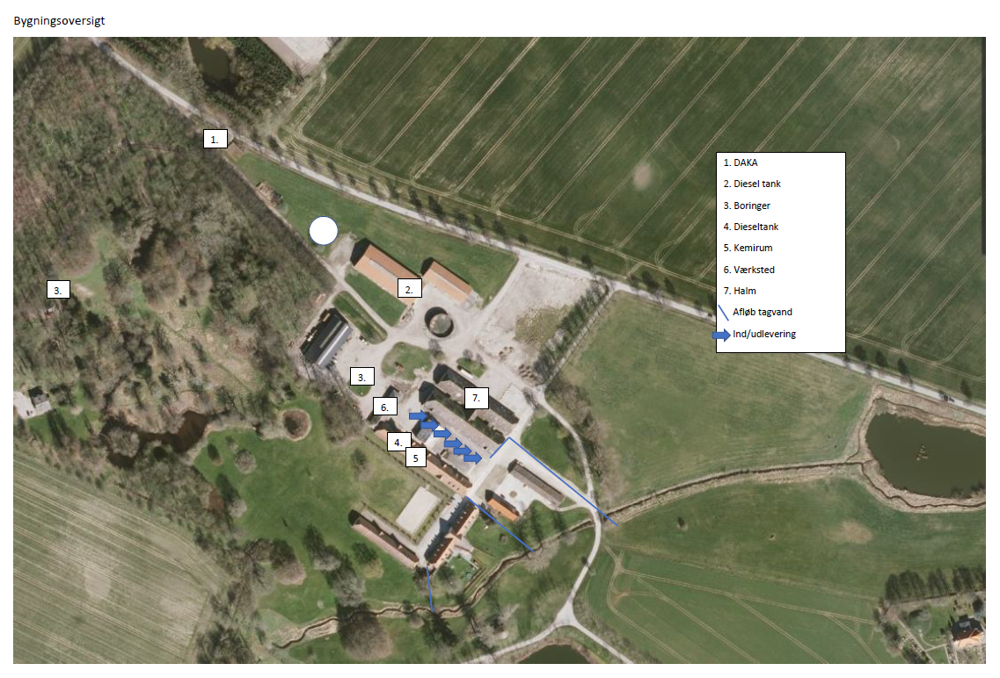 Bygningsoversigt
1.
3.
2.
3.
6.
7.
4.
5
1. DAKA
2. Diesel tank
3. Boringer
4. Dieseltank
5. Kemirum
6. Værksted
7. Halm
Afløb tagvand
Ind/udlevering